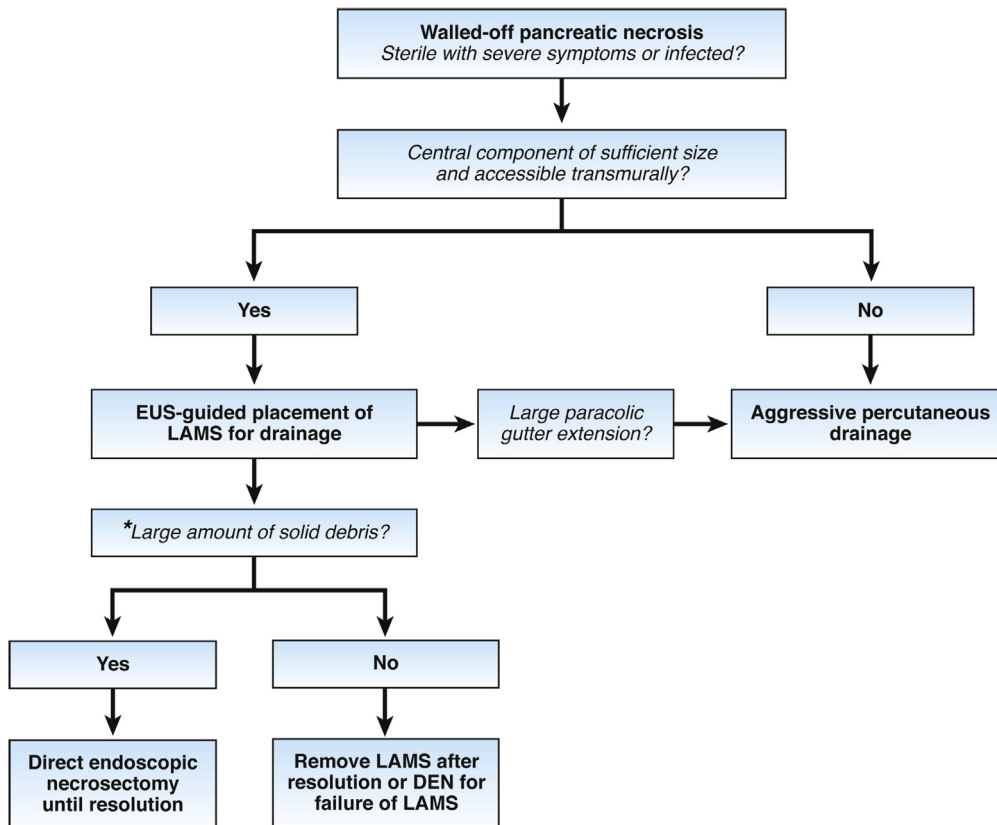 Walled-off pancreatic necrosis
Sterile with severe symptoms or infected?
Central component of sufficient size
and accessible transmurally?
Yes
No
EUS-guided placement of
LAMS for drainage
Large paracolic
gutter extension?
Aggressive percutaneous
drainage
*Large amount of solid debris?
Yes
No
Direct endoscopic
necrosectomy
until resolution
Remove LAMS after
resolution or DEN for
failure of LAMS